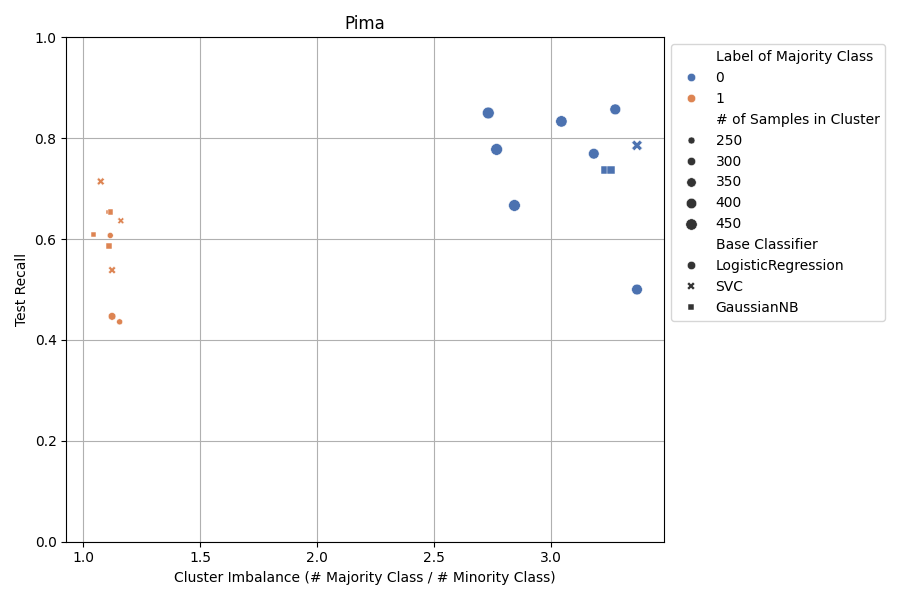 Pima
1.0
0.8
0.6
0.4
0.2
0.0
Test Recall
1.0
1.5
2.0
2.5
3.0
Cluster Imbalance (# Majority Class / # Minority Class)
Label of Majority Class
0
1
# of Samples in Cluster
250
300
350
400
450
Base Classifier
LogisticRegression
SVC
GaussianNB